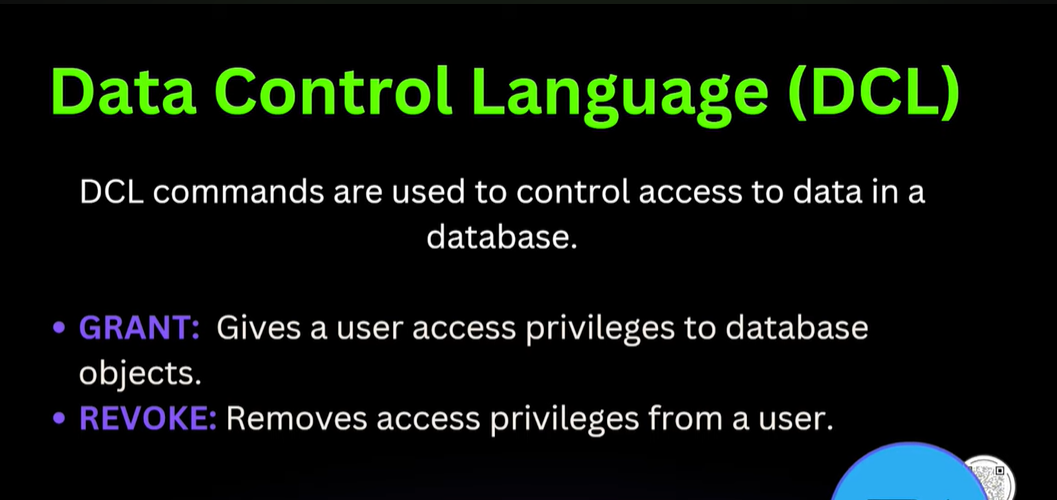 Data Control Language (DCL)
DCL commands are used to control access to data in a
database.
• GRANT: Gives a user access privileges to database
objects.
• REVOKE: Removes access privileges from a user.